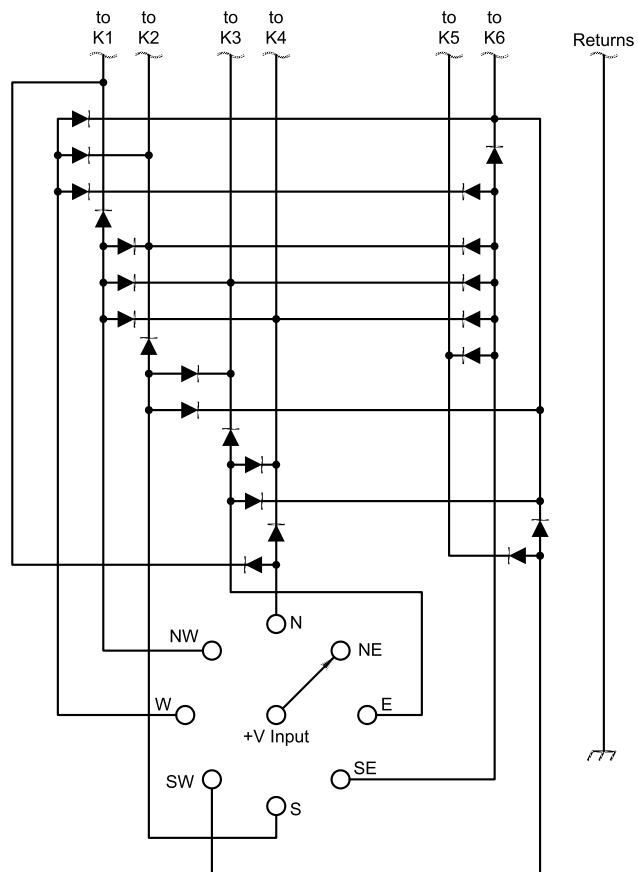 to K1
to K2
to K3
to K4
to K5
to K6
Returns
N
NW
NE
W
E
+V Input
SW
SE
S